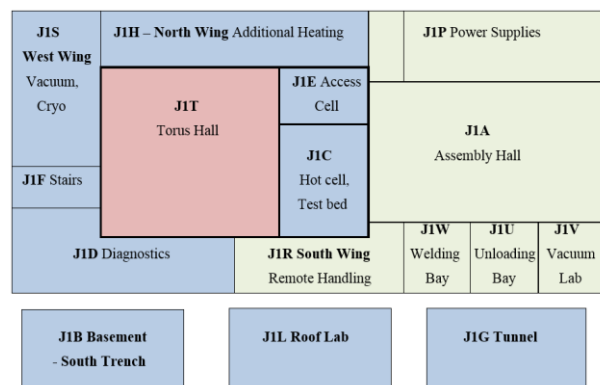 J1S
West Wing
Vacuum,
Cryo
J1H – North Wing Additional Heating
J1P Power Supplies
J1E Access
Cell
J1T
Torus Hall
J1A
Assembly Hall
J1C
Hot cell,
Test bed
J1F Stairs
J1D Diagnostics
J1R South Wing
Remote Handling
J1W
Welding
Bay
J1U
Unloading
Bay
J1V
Vacuum
Lab
J1B Basement
- South Trench
J1L Roof Lab
J1G Tunnel